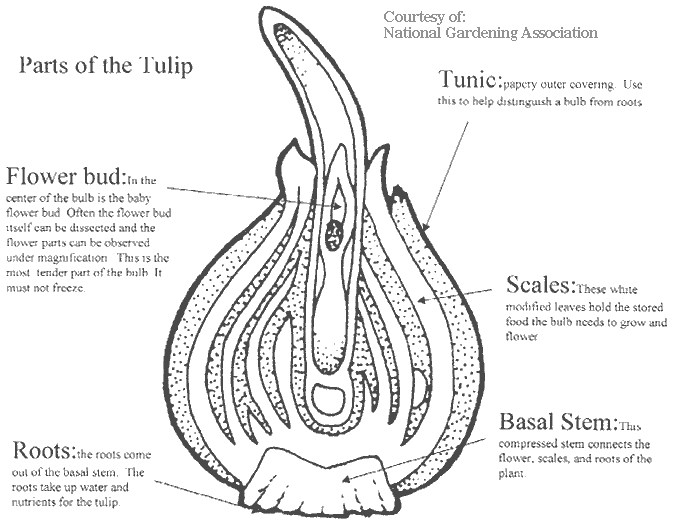 Courtesy of:
National Gardening Association
Parts of the Tulip
Tunic:papery outer covering. Use
this to help distinguish a bulb from roots
Flower bud:In the
center of the bulb is the baby
flower bud Often the flower bud
itself can be dissected and the
flower parts can be observed
under magnification This is the
most tender part of the bulb. It
must not freeze.
Scales:These white
modified leaves hold the stored
food the bulb needs to grow and
flower
Basal Stem:This
compressed stem connects the
flower, scales, and roots of the
plant.
Roots:the roots come
out of the basal stem. The
roots take up water and
nutrients for the tulip.